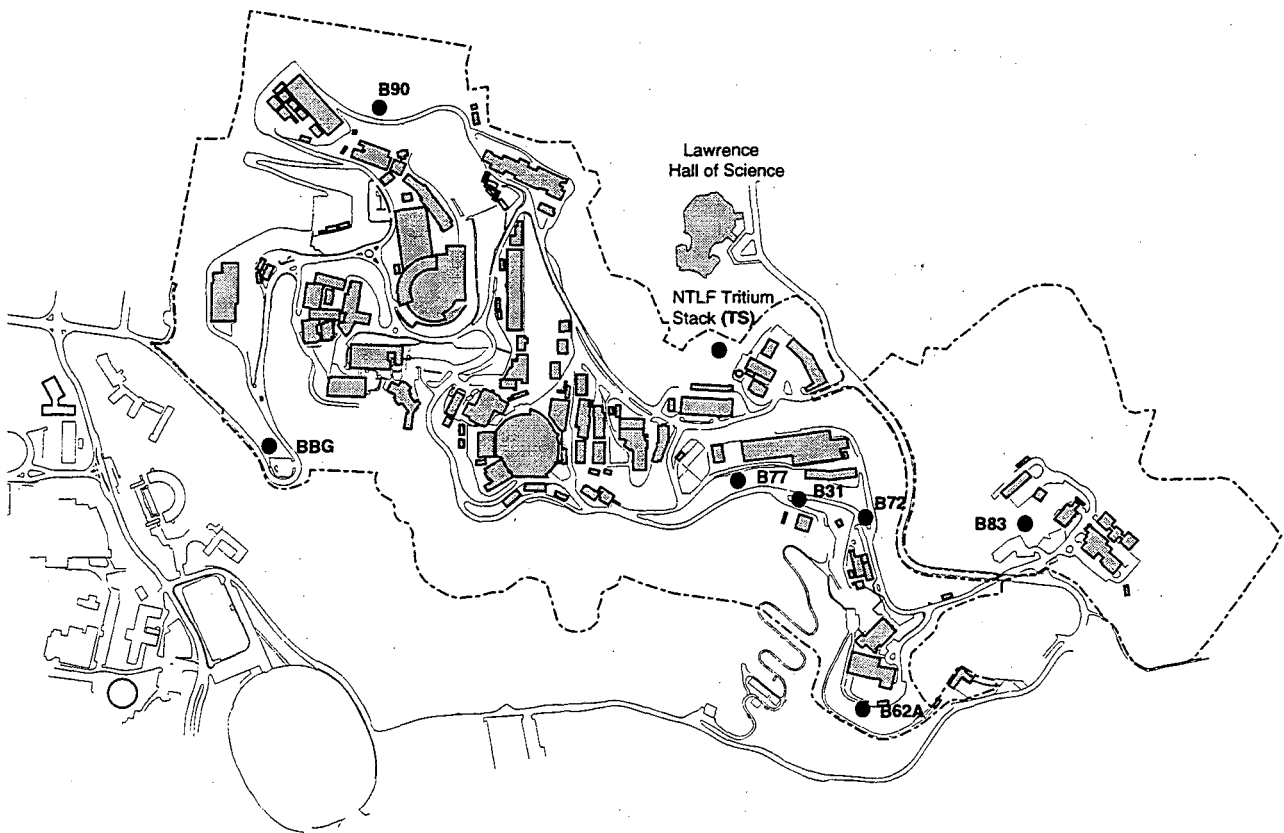 B90
Lawrence
Hall of Science
NTLF Tritium
Stack (TS)
BBG
B77
B31
B72
B83
B62A